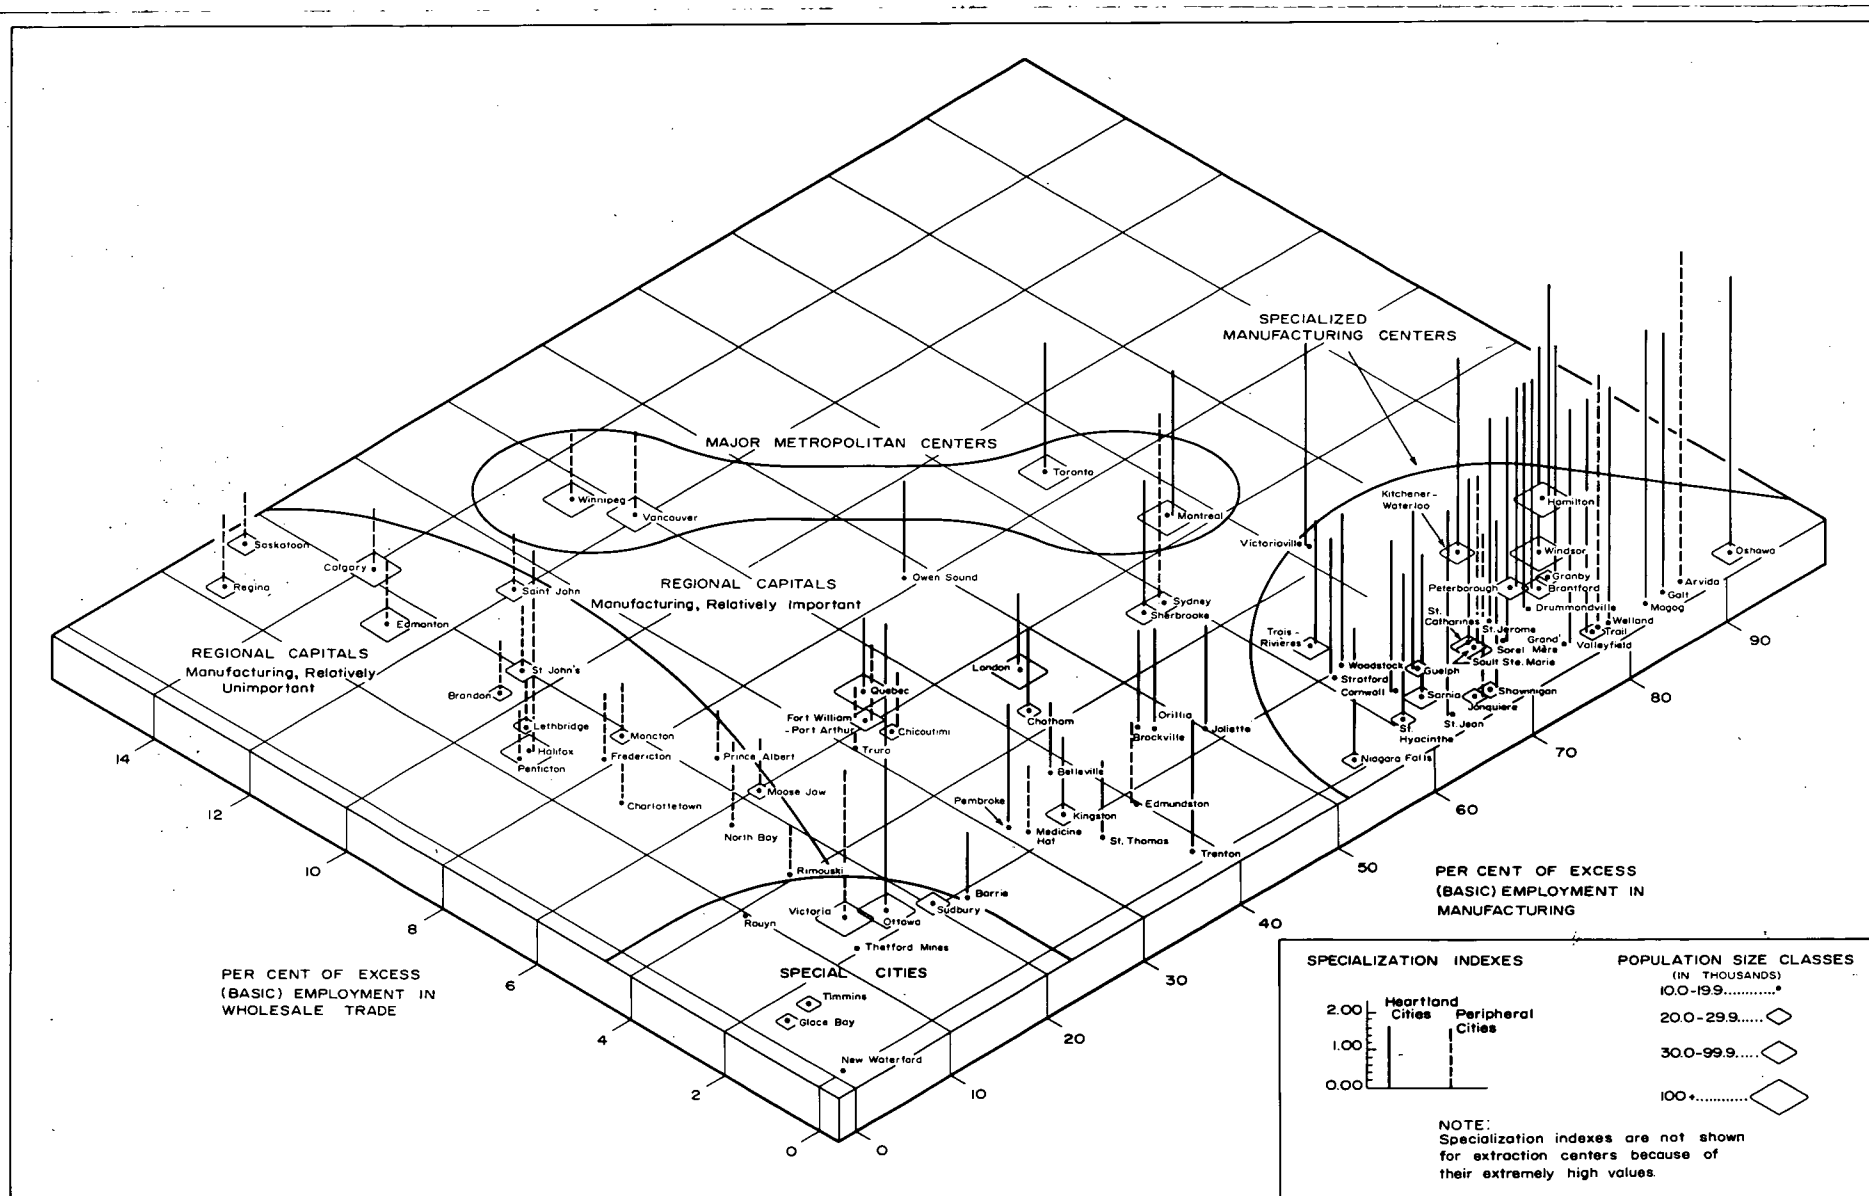 SPECIALIZED
MANUFACTURING CENTERS
MAJOR METROPOLITAN CENTERS
Toronto
Winnipeg
Vancouver
Montreal
Kitchener-
Waterloo
Hamilton
Saskatoon
Calgary
Regina
Saint John
Edmonton
REGIONAL CAPITALS
Manufacturing, Relatively Important
Owen Sound
Victoriaville
Windsor
Oshawa
Granby
Peterborough
Brantford
Arvida
Galt
Magog
Drummondville
Sydney
Sherbrooke
St.
Catharines
St. Jerome
Welland
Trail
Valleyfield
Grand'
Mère
Sorel
Sault Ste. Marie
Trois-
Rivières
REGIONAL CAPITALS
Manufacturing, Relatively
Unimportant
St John's
Brandon
London
Woodstock
Stratford
Guelph
Cornwall
Sarnia
Shawinigan
Jonquiere
St. Jean
St.
Hyacinthe
Niagara Falls
Quebec
Fort William
-Port Arthur
Chicoutimi
Truro
Chatham
Orillia
Brockville
Joliette
Lethbridge
Halifax
Penticton
Moncton
Fredericton
Prince Albert
Charlottetown
Moose Jaw
North Bay
Belleville
Pembroke
Medicine
Hat
Kingston
Edmundston
St. Thomas
Trenton
Rimouski
Barrie
Sudbury
Victoria
Ottawa
Rouyn
Thetford Mines
SPECIAL CITIES
Timmins
Glace Bay
New Waterford
14
12
10
8
6
4
2
0
0
10
20
30
40
50
60
70
80
90
PER CENT OF EXCESS
(BASIC) EMPLOYMENT IN
WHOLESALE TRADE
PER CENT OF EXCESS
(BASIC) EMPLOYMENT IN
MANUFACTURING
SPECIALIZATION INDEXES
2.00
1.00
0.00
Heartland
Cities
Peripheral
Cities
POPULATION SIZE CLASSES
(IN THOUSANDS)
10.0-19.9............
20.0-29.9.....
30.0-99.9.....
100+............
NOTE:
Specialization indexes are not shown
for extraction centers because of
their extremely high values.